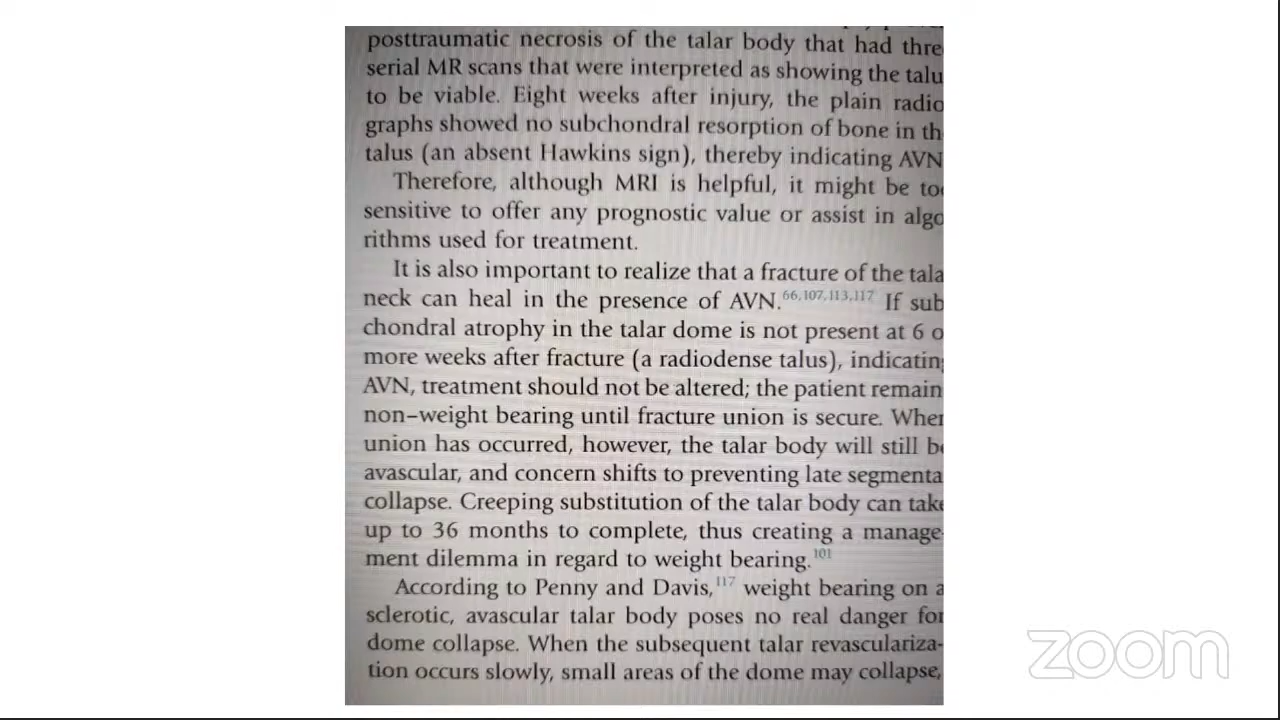 posttraumatic necrosis of the talar body that had thre
serial MR scans that were interpreted as showing the talu
to be viable. Eight weeks after injury, the plain radio
graphs showed no subchondral resorption of bone in th
talus (an absent Hawkins sign), thereby indicating AVN
Therefore, although MRI is helpful, it might be to
sensitive to offer any prognostic value or assist in algo
rithms used for treatment.
It is also important to realize that a fracture of the tala
neck can heal in the presence of AVN.66,107,113,117 If sub
chondral atrophy in the talar dome is not present at 6 o
more weeks after fracture (a radiodense talus), indicatin
AVN, treatment should not be altered; the patient remain
non–weight bearing until fracture union is secure. When
union has occurred, however, the talar body will still be
avascular, and concern shifts to preventing late segmenta
collapse. Creeping substitution of the talar body can take
up to 36 months to complete, thus creating a manage-
ment dilemma in regard to weight bearing.101
According to Penny and Davis,117 weight bearing on a
sclerotic, avascular talar body poses no real danger for
dome collapse. When the subsequent talar revasculariza-
tion occurs slowly, small areas of the dome may collapse,
zoom